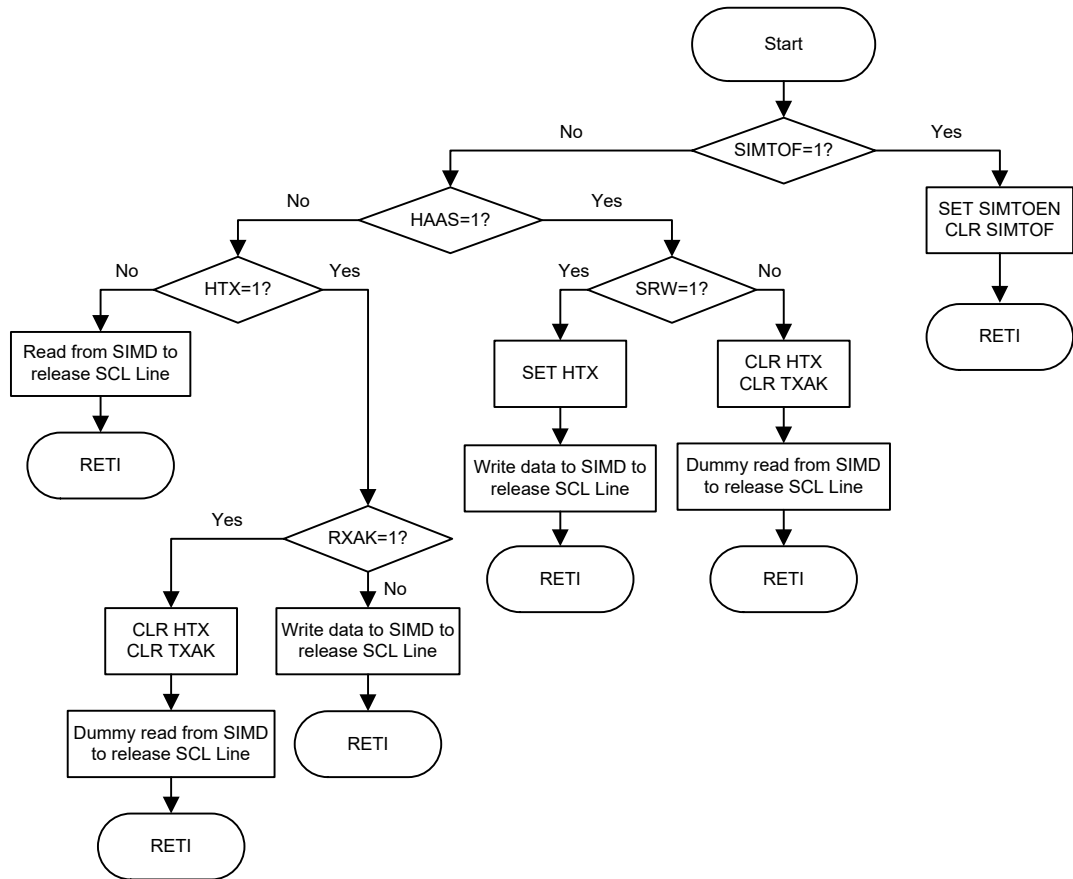 Start
No
SIMTOF=1?
Yes
No
HAAS=1?
Yes
SET SIMTOEN
CLR SIMTOF
No
HTX=1?
Yes
Yes
SRW=1?
No
RETI
Read from SIMD to
release SCL Line
SET HTX
CLR HTX
CLR TXAK
RETI
Write data to SIMD to
release SCL Line
Dummy read from SIMD
to release SCL Line
Yes
RXAK=1?
No
RETI
RETI
CLR HTX
CLR TXAK
Write data to SIMD to
release SCL Line
Dummy read from SIMD
to release SCL Line
RETI
RETI